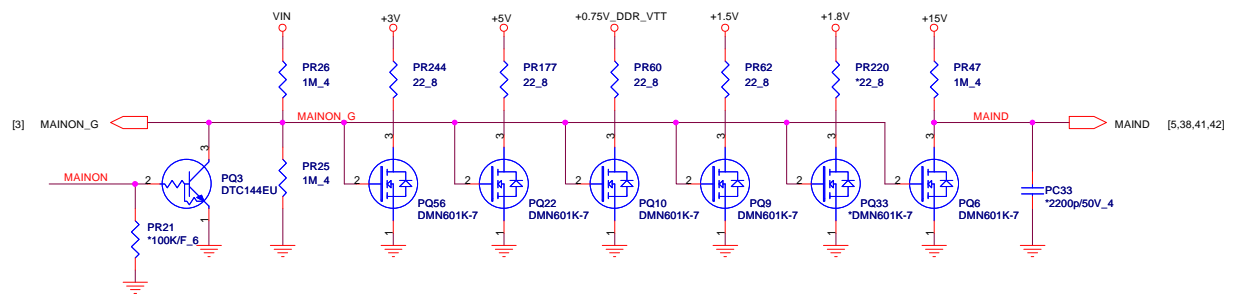 VIN
+3V
+5V
+0.75V_DDR_VTT
+1.5V
+1.8V
+15V
PR26
1M_4
PR244
22_8
PR177
22_8
PR60
22_8
PR62
22_8
PR220
*22_8
PR47
1M_4
[3] MAINON_G
MAINON_G
MAIND
MAIND [5,38,41,42]
3
3
3
3
3
3
3
MAINON
2
PQ3
DTC144EU
PR25
1M_4
2
2
2
2
2
2
1
PR21
*100K/F_6
PQ56
DMN601K-7
PQ22
DMN601K-7
PQ10
DMN601K-7
PQ9
DMN601K-7
PQ33
*DMN601K-7
PQ6
DMN601K-7
PC33
*2200p/50V_4
1
1
1
1
1
1